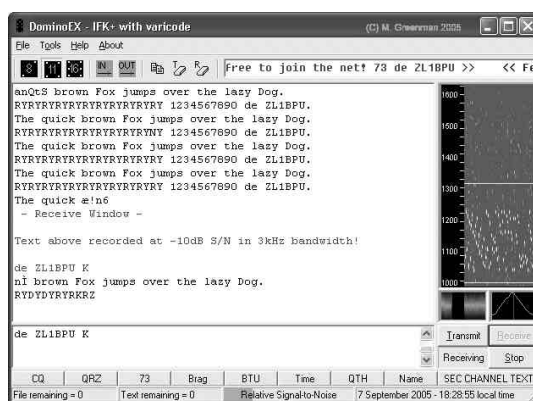 DominoEX - IFK+ with varicode (C) M. Greenman 2005
File Tools Help About
8 11 16 IN OUT T R Free to join the net! 73 de ZL1BPU >> << Fe
anQtS brown Fox jumps over the lazy Dog.
RYRYRYRYRYRYRYRYRYRY 1234567890 de ZL1BPU.
The quick brown Fox jumps over the lazy Dog.
RYRYRYRYRYRYRYRYRYNY 1234567890 de ZL1BPU.
The quick brown Fox jumps over the lazy Dog.
RYRYRYRYRYRYRYRYRYRY 1234567890 de ZL1BPU.
The quick brown Fox jumps over the lazy Dog.
RYRYRYRYRYRYRYRYRYRY 1234567890 de ZL1BPU.
The quick æ!n6
- Receive Window -
Text above recorded at -10dB S/N in 3kHz bandwidth!
de ZL1BPU K
nÌ brown Fox jumps over the lazy Dog.
RYDYDYRYRKRZ
1600
1500
1400
1300
1200
1100
1000
de ZL1BPU K
Transmit Receive
Receiving Stop
CQ QRZ 73 Brag BTU Time QTH Name SEC CHANNEL TEXT
File remaining = 0 Text remaining = 0 Relative Signal-to-Noise 7 September 2005 - 18:28:55 local time